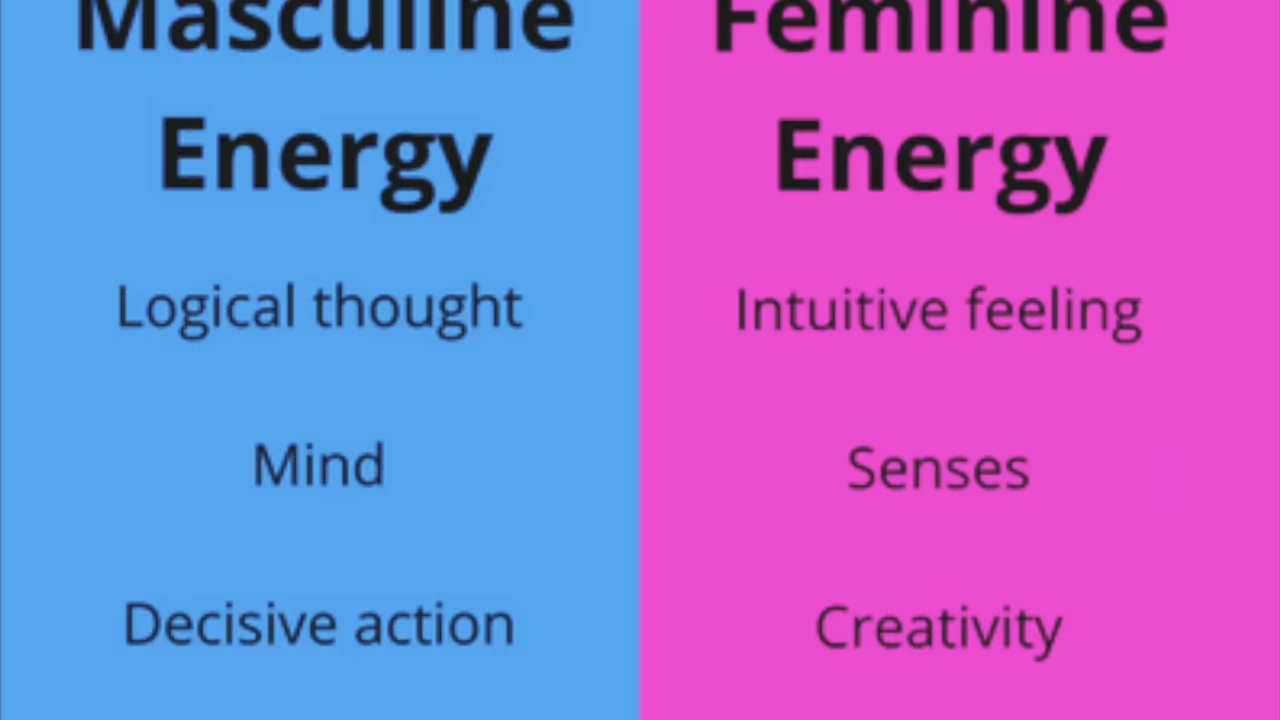 Masculine
Energy
Logical thought
Mind
Decisive action
Feminine
Energy
Intuitive feeling
Senses
Creativity